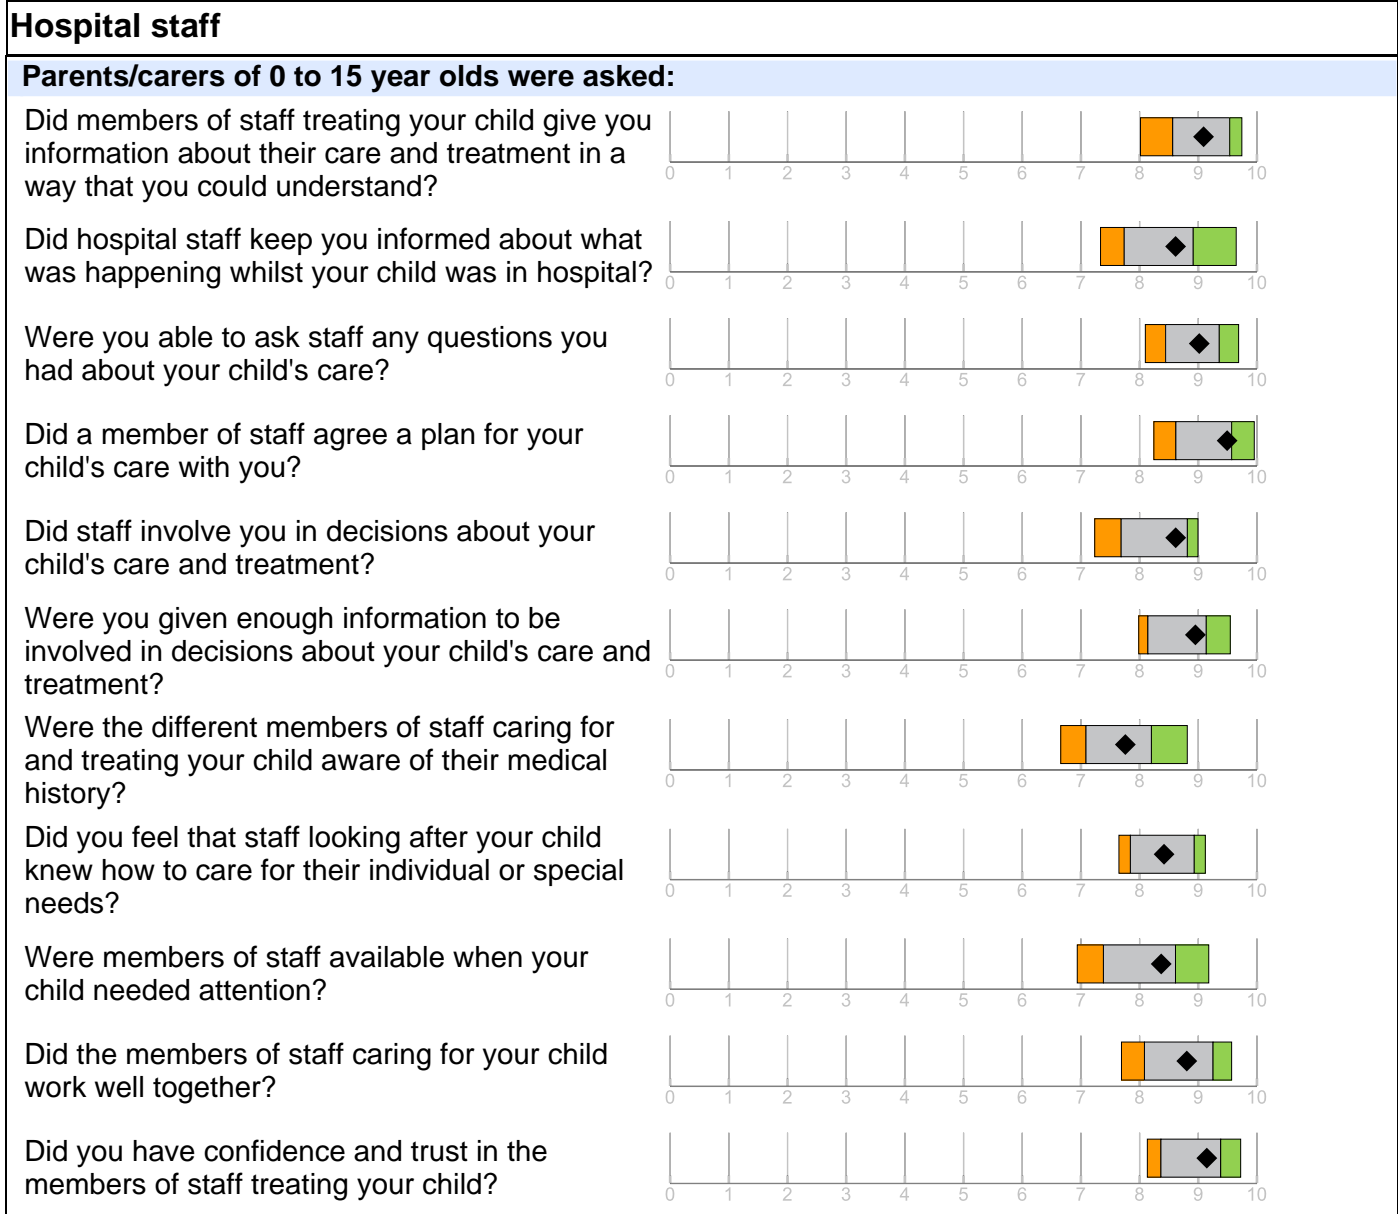 Hospital staff
Parents/carers of 0 to 15 year olds were asked:
Did members of staff treating your child give you
information about their care and treatment in a
way that you could understand?
0 1 2 3 4 5 6 7 8 9 10
Did hospital staff keep you informed about what
was happening whilst your child was in hospital?
0 1 2 3 4 5 6 7 8 9 10
Were you able to ask staff any questions you
had about your child's care?
0 1 2 3 4 5 6 7 8 9 10
Did a member of staff agree a plan for your
child's care with you?
0 1 2 3 4 5 6 7 8 9 10
Did staff involve you in decisions about your
child's care and treatment?
0 1 2 3 4 5 6 7 8 9 10
Were you given enough information to be
involved in decisions about your child's care and
treatment?
0 1 2 3 4 5 6 7 8 9 10
Were the different members of staff caring for
and treating your child aware of their medical
history?
0 1 2 3 4 5 6 7 8 9 10
Did you feel that staff looking after your child
knew how to care for their individual or special
needs?
0 1 2 3 4 5 6 7 8 9 10
Were members of staff available when your
child needed attention?
0 1 2 3 4 5 6 7 8 9 10
Did the members of staff caring for your child
work well together?
0 1 2 3 4 5 6 7 8 9 10
Did you have confidence and trust in the
members of staff treating your child?
0 1 2 3 4 5 6 7 8 9 10